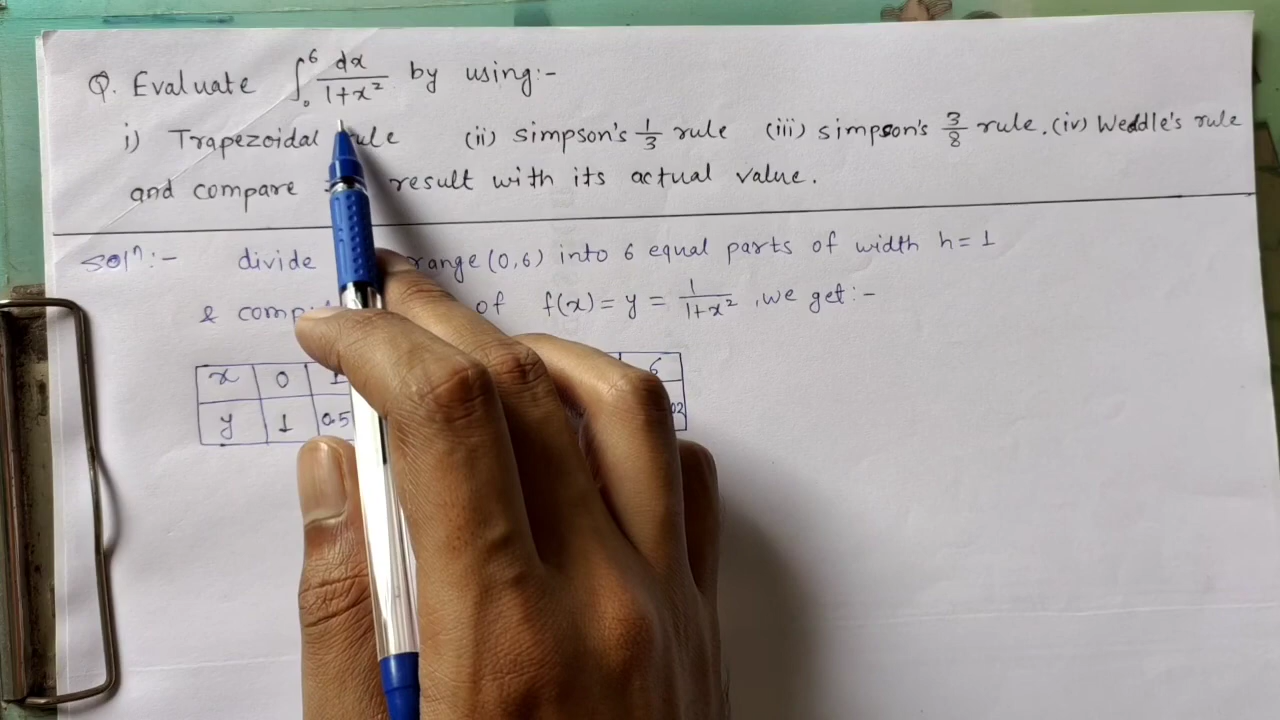 Q. Evaluate ∫₀⁶ dx/(1+x²) by using:-
i) Trapezoidal rule (ii) simpson's 1/3 rule (iii) simpson's 3/8 rule. (iv) Weddle's rule
and compare result with its actual value.
Solⁿ:- divide range (0,6) into 6 equal parts of width h=1
& of f(x) = y = 1/(1+x²), we get:-
x 0 1 6
y 1 0.5